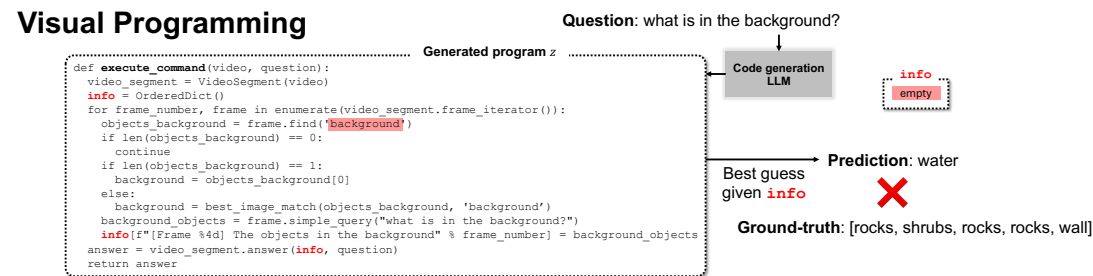 Visual Programming
Question: what is in the background?
Generated program z
Code generation
LLM
def execute_command(video, question):
  video_segment = VideoSegment(video)
  info = OrderedDict()
  for frame_number, frame in enumerate(video_segment.frame_iterator()):
    objects_background = frame.find('background')
    if len(objects_background) == 0:
      continue
    if len(objects_background) == 1:
      background = objects_background[0]
    else:
      background = best_image_match(objects_background, 'background')
    background_objects = frame.simple_query("what is in the background?")
    info[f"[Frame %4d] The objects in the background" % frame_number] = background_objects
  answer = video_segment.answer(info, question)
  return answer
info
empty
Best guess
given info
Prediction: water
Ground-truth: [rocks, shrubs, rocks, rocks, wall]